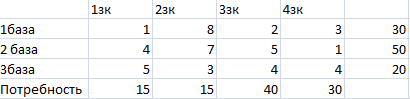 1зк 2зк 3зк 4зк
1база 1 8 2 3 30
2 база 4 7 5 1 50
3база 5 3 4 4 20
Потребность 15 15 40 30